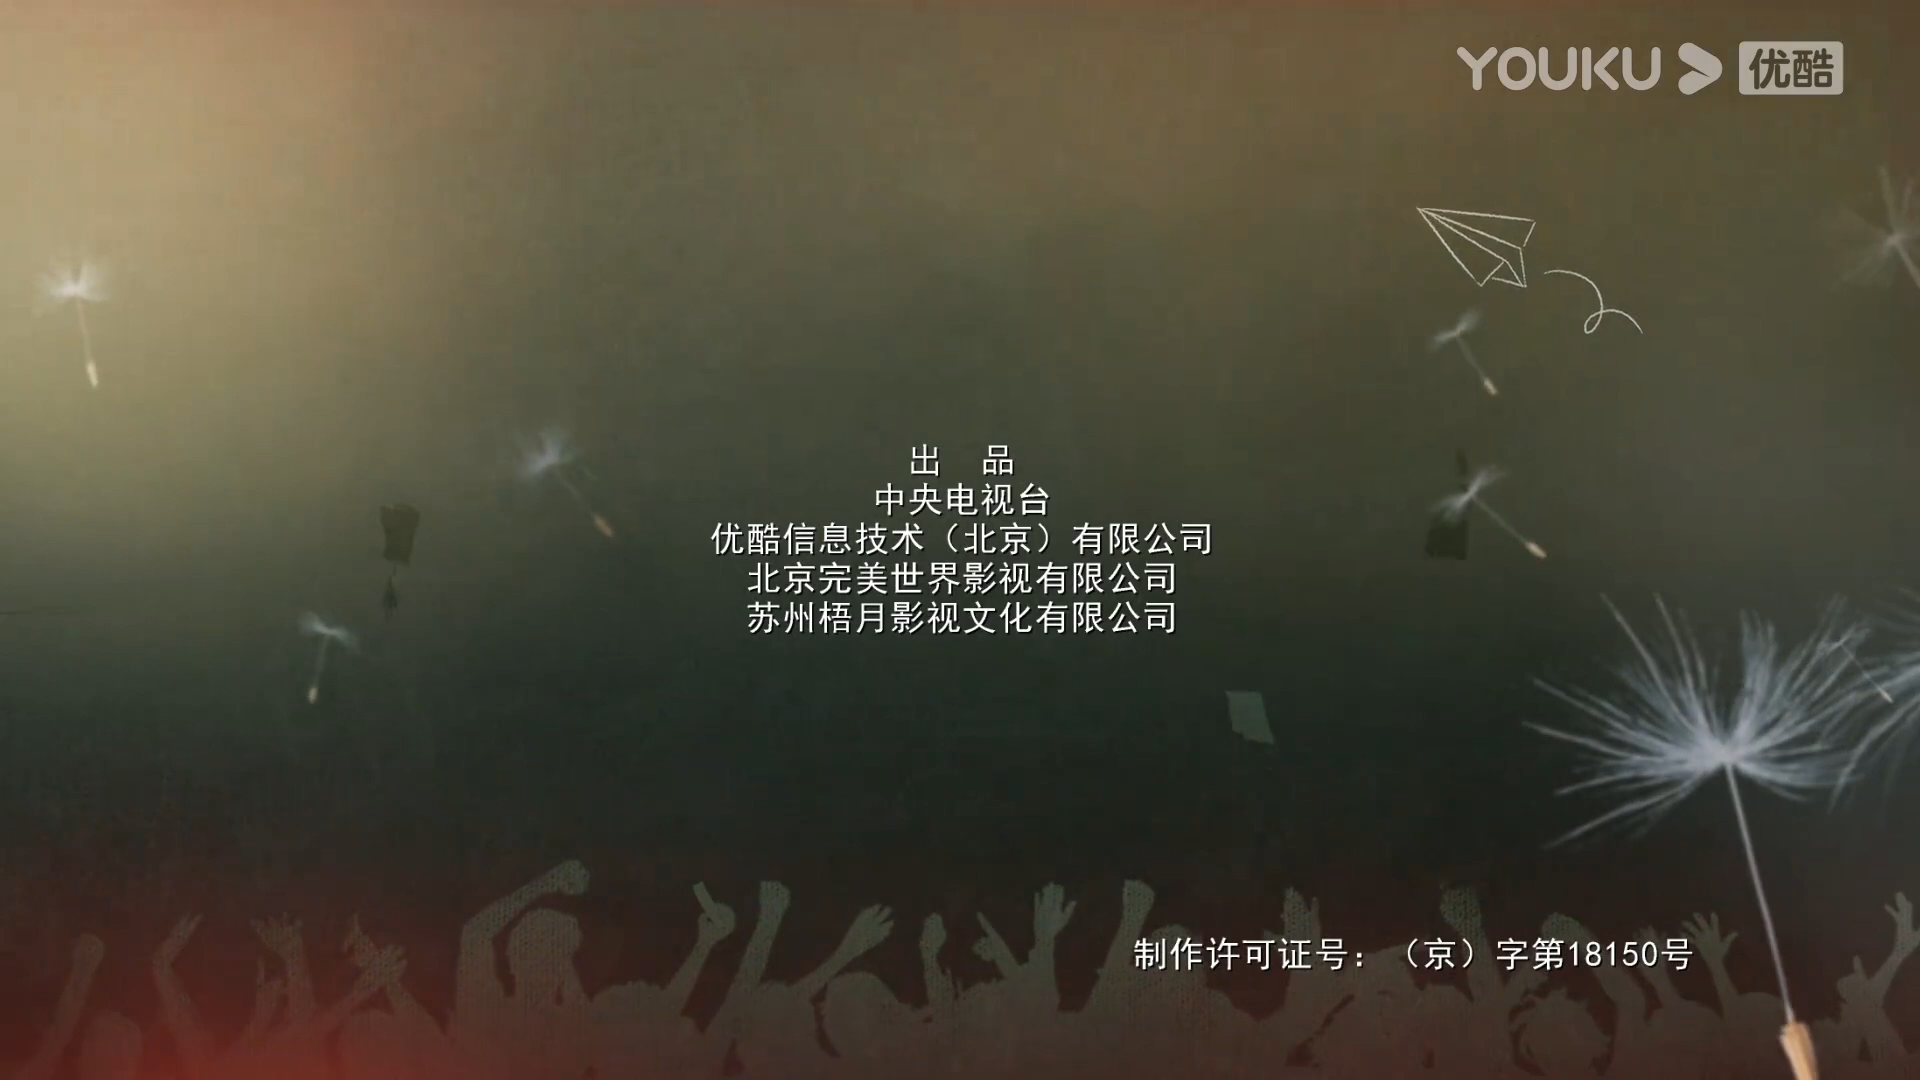 YOUKU 优酷
出 品
中央电视台
优酷信息技术（北京）有限公司
北京完美世界影视有限公司
苏州梧月影视文化有限公司
制作许可证号：（京）字第18150号